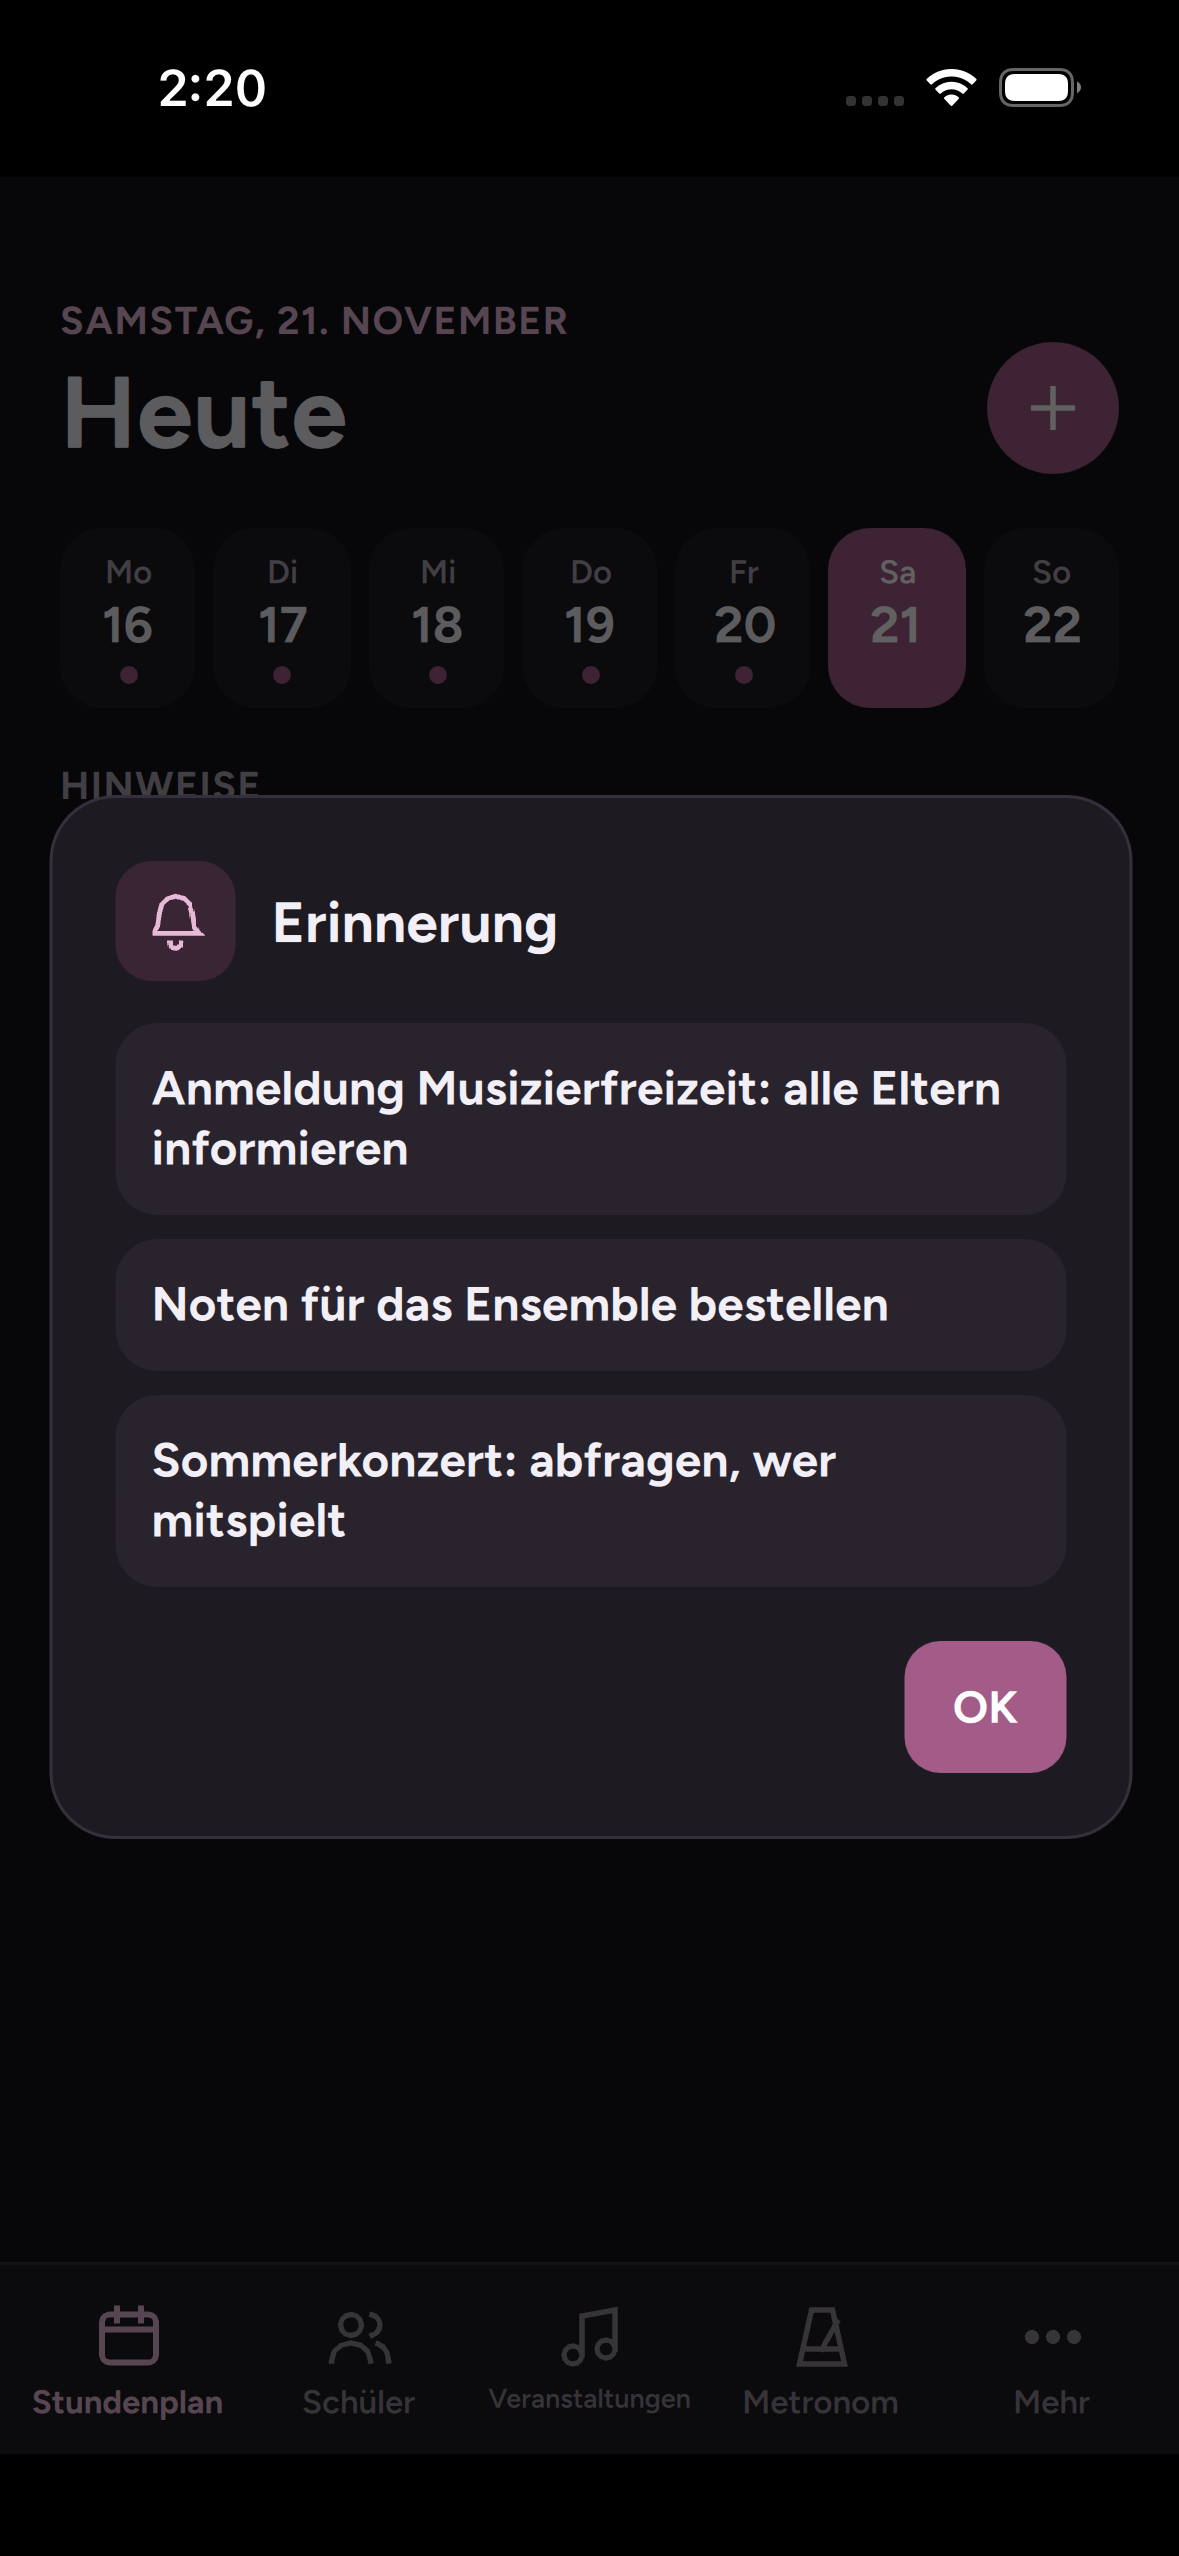 2:20
SAMSTAG, 21. NOVEMBER
Heute
Mo Di Mi Do Fr Sa So
16 17 18 19 20 21 22
HINWEISE
Erinnerung
Anmeldung Musizierfreizeit: alle Eltern
informieren
Noten für das Ensemble bestellen
Sommerkonzert: abfragen, wer
mitspielt
OK
Stundenplan Schüler Veranstaltungen Metronom Mehr